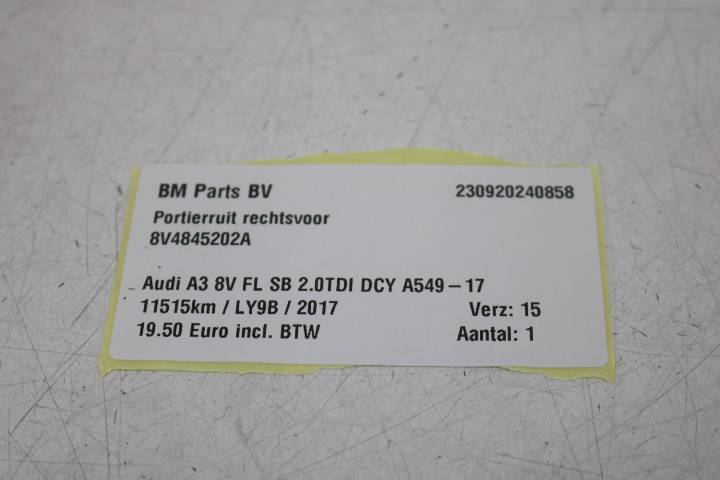 BM Parts BV 230920240858
Portierruit rechtsvoor
8V4845202A
Audi A3 8V FL SB 2.0TDI DCY A549-17
11515km / LY9B / 2017 Verz: 15
19.50 Euro incl. BTW Aantal: 1